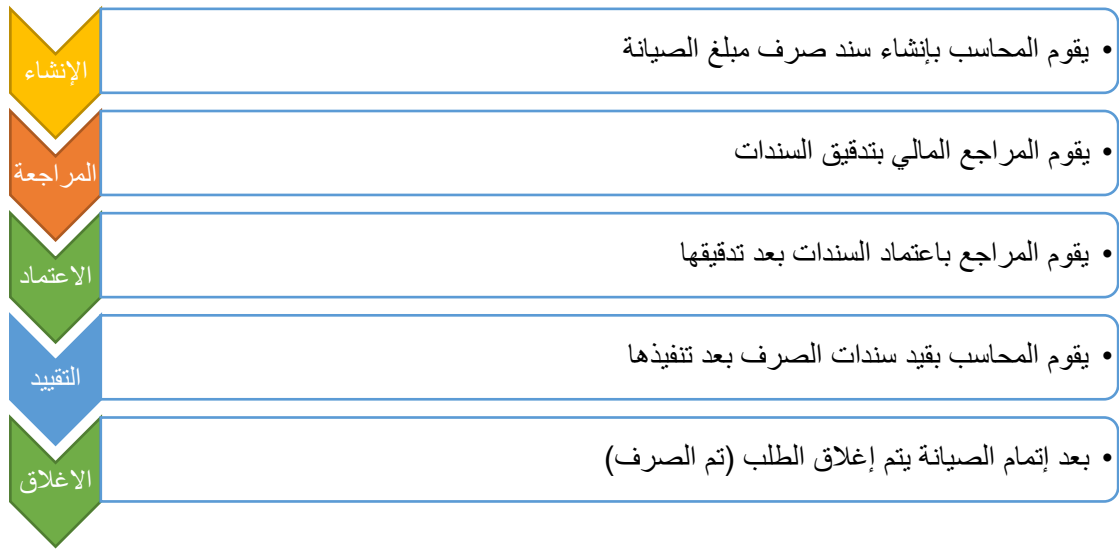 الإنشاء
• يقوم المحاسب بإنشاء سند صرف مبلغ الصيانة
المراجعة
• يقوم المراجع المالي بتدقيق السندات
الاعتماد
• يقوم المراجع باعتماد السندات بعد تدقيقها
التقييد
• يقوم المحاسب بقيد سندات الصرف بعد تنفيذها
الاغلاق
• بعد إتمام الصيانة يتم إغلاق الطلب (تم الصرف)